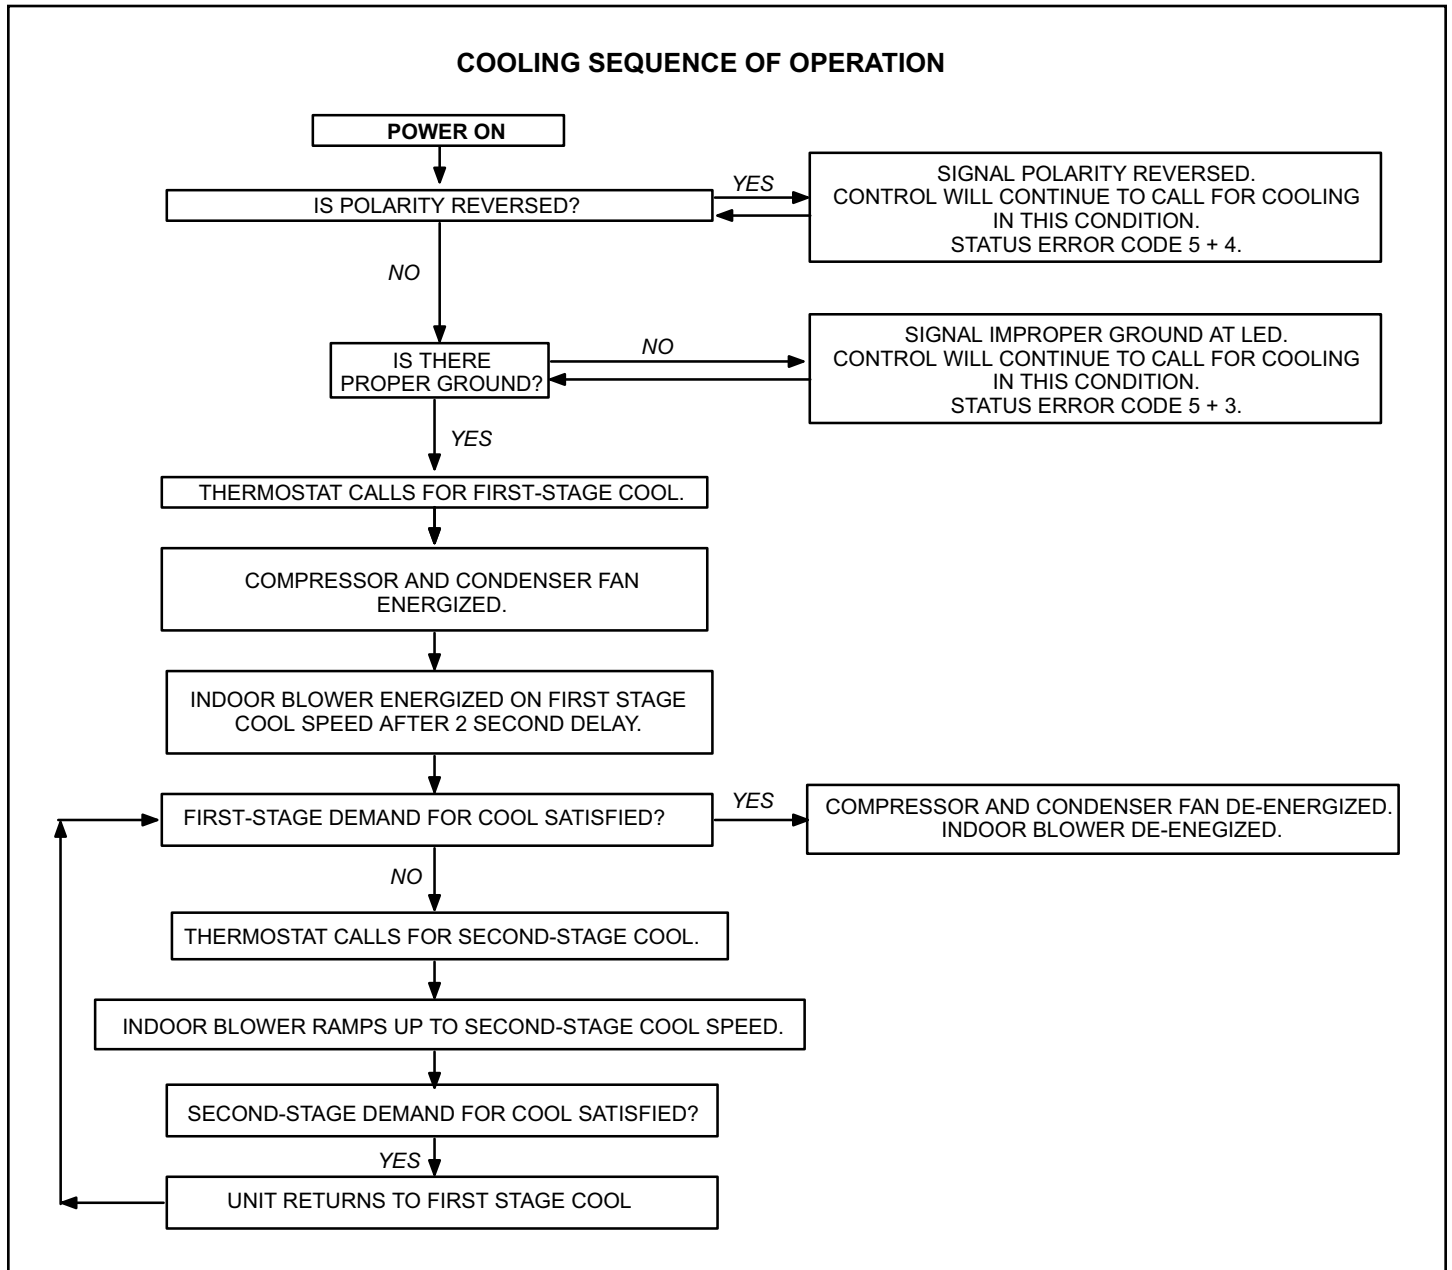 COOLING SEQUENCE OF OPERATION
POWER ON
IS POLARITY REVERSED?
YES
SIGNAL POLARITY REVERSED.
CONTROL WILL CONTINUE TO CALL FOR COOLING
IN THIS CONDITION.
STATUS ERROR CODE 5 + 4.
NO
IS THERE
PROPER GROUND?
NO
SIGNAL IMPROPER GROUND AT LED.
CONTROL WILL CONTINUE TO CALL FOR COOLING
IN THIS CONDITION.
STATUS ERROR CODE 5 + 3.
YES
THERMOSTAT CALLS FOR FIRST-STAGE COOL.
COMPRESSOR AND CONDENSER FAN
ENERGIZED.
INDOOR BLOWER ENERGIZED ON FIRST STAGE
COOL SPEED AFTER 2 SECOND DELAY.
FIRST-STAGE DEMAND FOR COOL SATISFIED?
YES
COMPRESSOR AND CONDENSER FAN DE-ENERGIZED.
INDOOR BLOWER DE-ENEGIZED.
NO
THERMOSTAT CALLS FOR SECOND-STAGE COOL.
INDOOR BLOWER RAMPS UP TO SECOND-STAGE COOL SPEED.
SECOND-STAGE DEMAND FOR COOL SATISFIED?
YES
UNIT RETURNS TO FIRST STAGE COOL